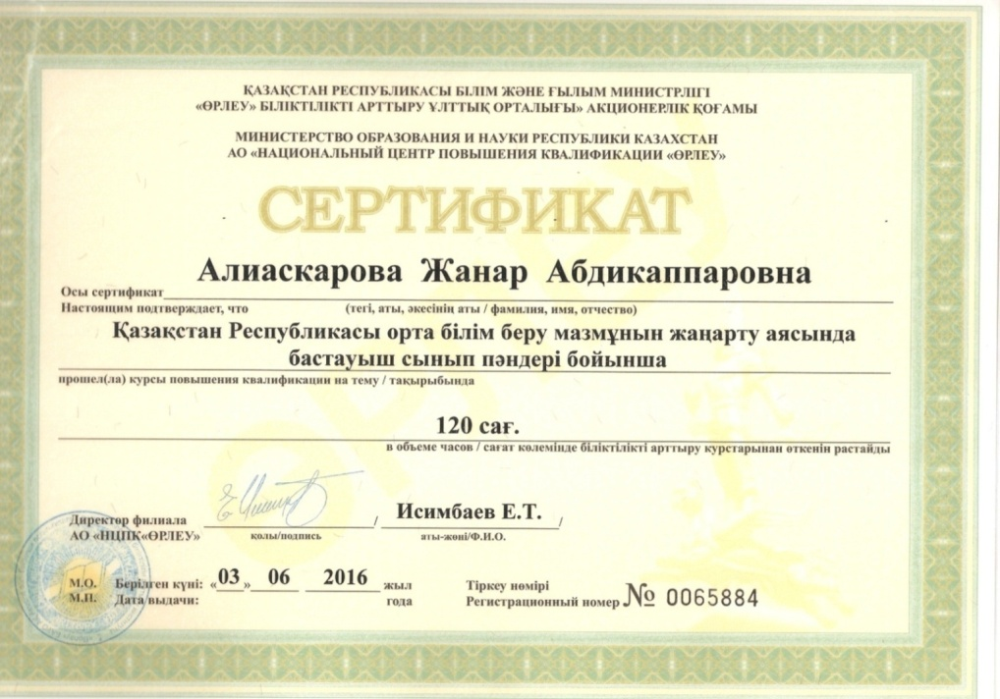 ҚАЗАҚСТАН РЕСПУБЛИКАСЫ БІЛІМ ЖӘНЕ ҒЫЛЫМ МИНИСТРЛІГІ
«ӨРЛЕУ» БІЛІКТІЛІКТІ АРТТЫРУ ҰЛТТЫҚ ОРТАЛЫҒЫ» АКЦИОНЕРЛІК ҚОҒАМЫ
МИНИСТЕРСТВО ОБРАЗОВАНИЯ И НАУКИ РЕСПУБЛИКИ КАЗАХСТАН
АО «НАЦИОНАЛЬНЫЙ ЦЕНТР ПОВЫШЕНИЯ КВАЛИФИКАЦИИ «ӨРЛЕУ»
СЕРТИФИКАТ
Алиаскарова Жанар Абдикаппаровна
Осы сертификат
Настоящим подтверждает, что (тегі, аты, әкесінің аты / фамилия, имя, отчество)
Қазақстан Республикасы орта білім беру мазмұнын жаңарту аясында
бастауыш сынып пәндері бойынша
прошел(ла) курсы повышения квалификации на тему / тақырыбында
120 сағ.
в объеме часов / сағат көлемінде біліктілікті арттыру курстарынан өткенін растайды
Директор филиала / Исимбаев Е.Т. /
АО «НЦПК«ӨРЛЕУ» қолы/подпись аты-жөні/Ф.И.О.
М.О. Берілген күні: «03» 06 2016 жыл Тіркеу нөмірі
М.П. Дата выдачи: года Регистрационный номер № 0065884